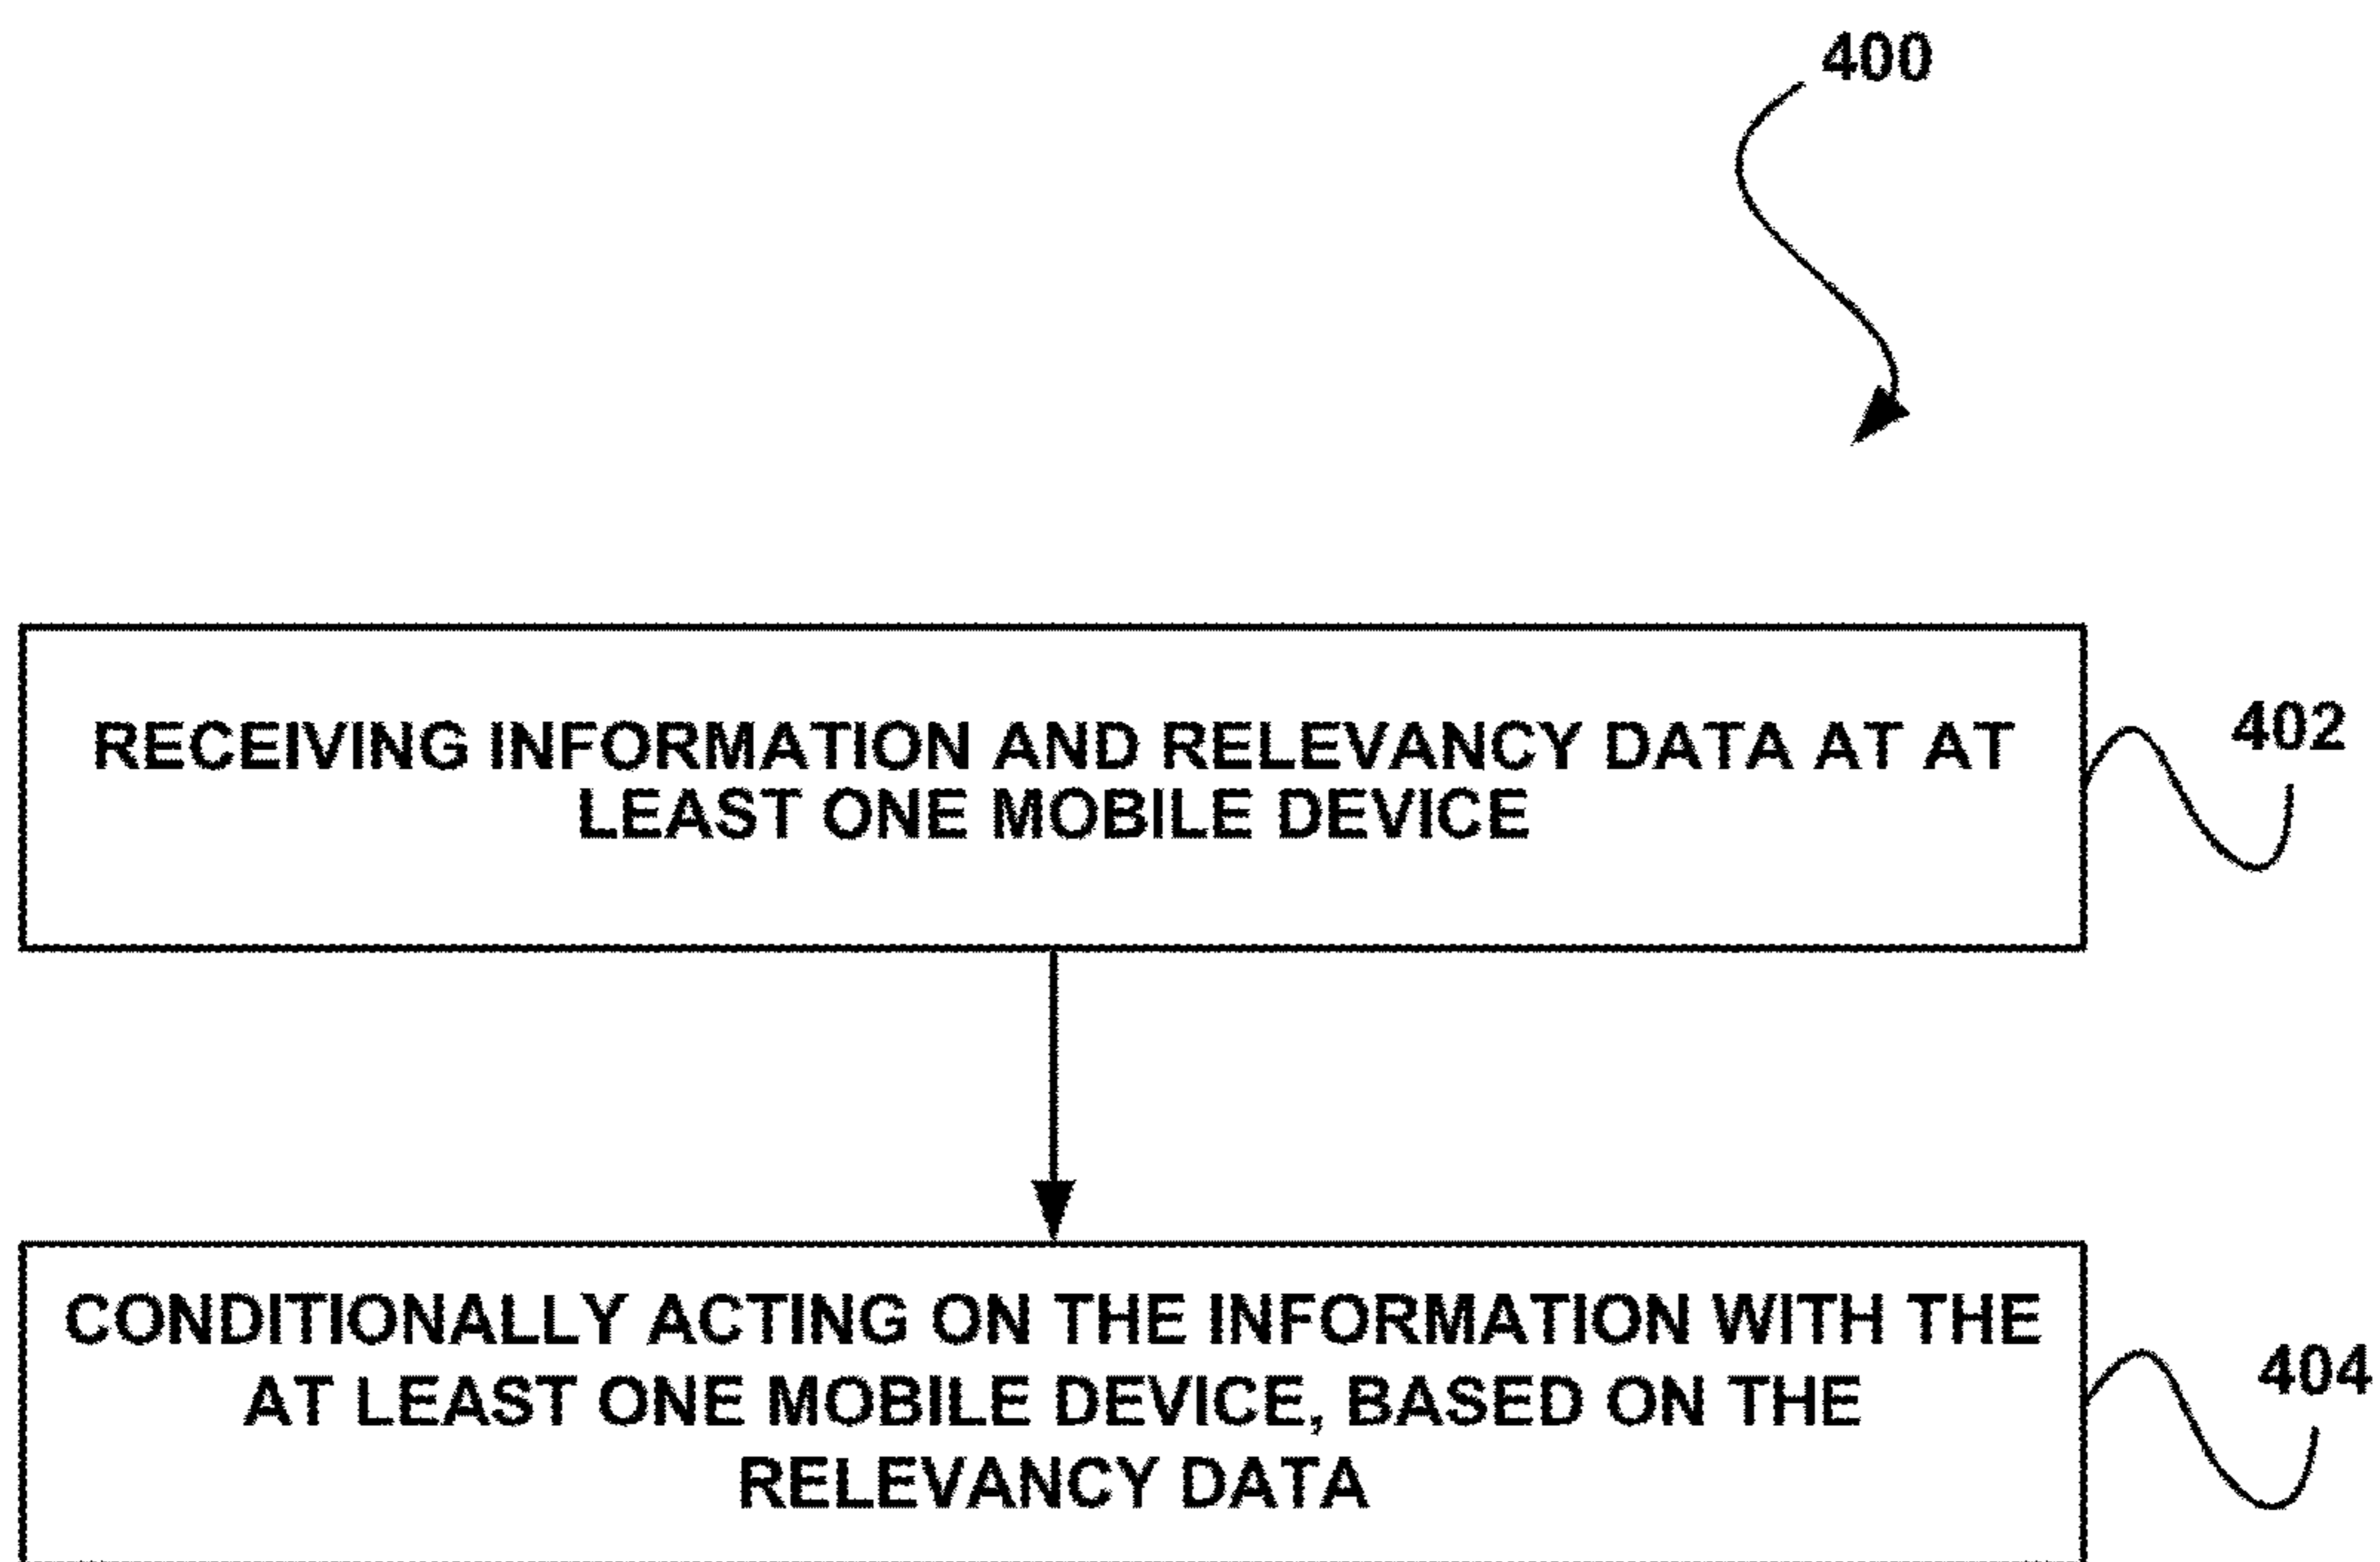 400
RECEIVING INFORMATION AND RELEVANCY DATA AT AT
LEAST ONE MOBILE DEVICE
402
CONDITIONALLY ACTING ON THE INFORMATION WITH THE
AT LEAST ONE MOBILE DEVICE, BASED ON THE
RELEVANCY DATA
404